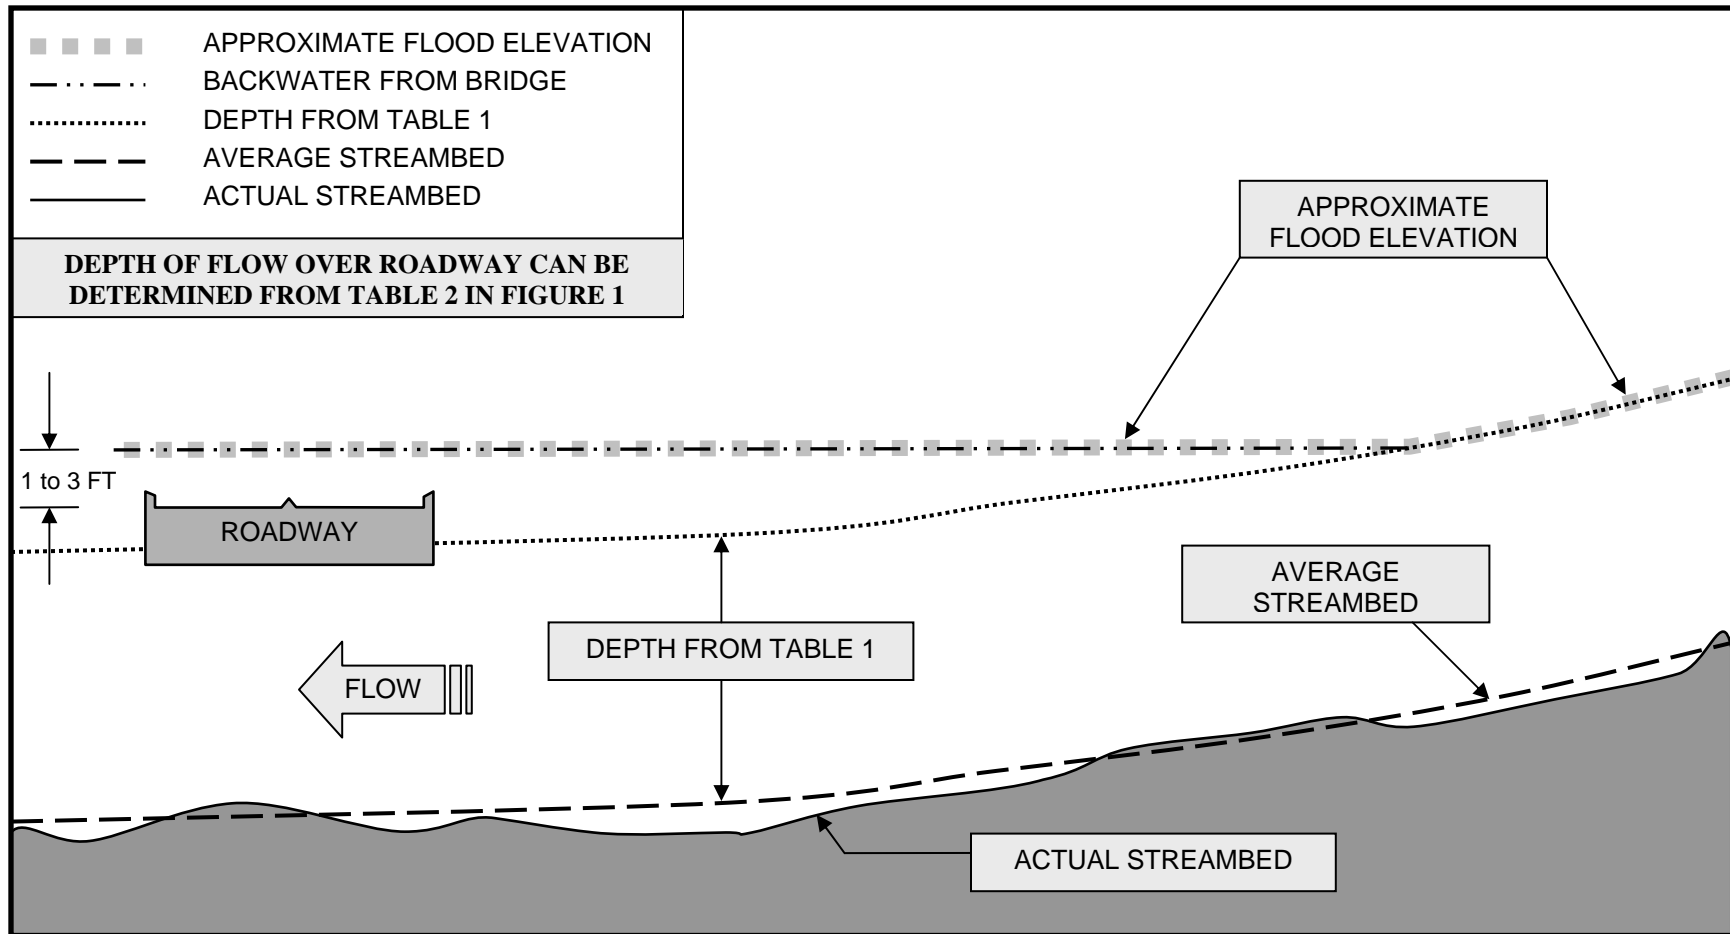 APPROXIMATE FLOOD ELEVATION
BACKWATER FROM BRIDGE
DEPTH FROM TABLE 1
AVERAGE STREAMBED
ACTUAL STREAMBED
DEPTH OF FLOW OVER ROADWAY CAN BE
DETERMINED FROM TABLE 2 IN FIGURE 1
APPROXIMATE
FLOOD ELEVATION
1 to 3 FT
ROADWAY
AVERAGE
STREAMBED
DEPTH FROM TABLE 1
FLOW
ACTUAL STREAMBED